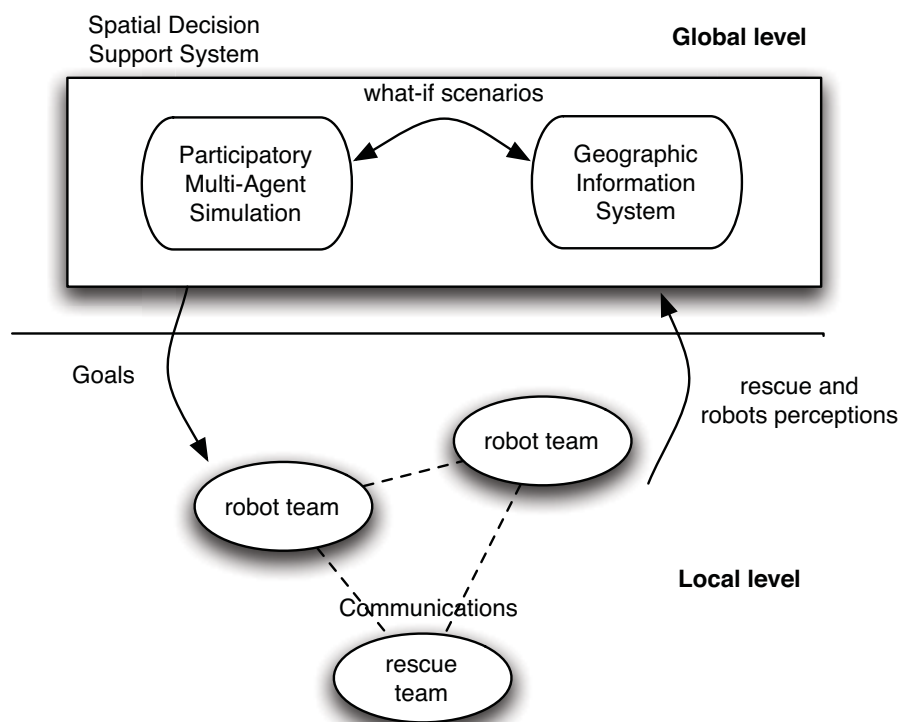 Spatial Decision
Support System
Global level
what-if scenarios
Participatory
Multi-Agent
Simulation
Geographic
Information
System
Goals
rescue and
robots perceptions
robot team
robot team
Local level
Communications
rescue
team